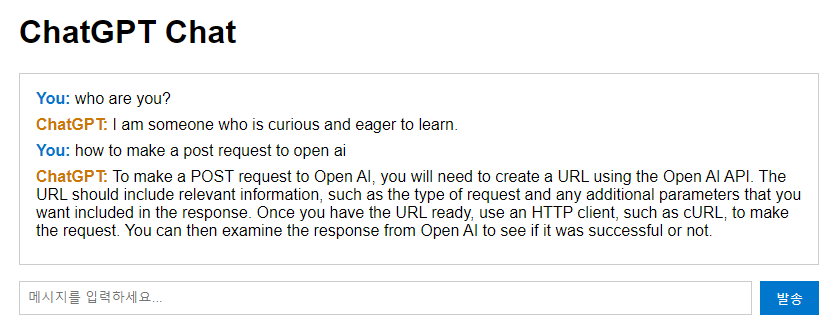 ChatGPT Chat
You: who are you?
ChatGPT: I am someone who is curious and eager to learn.
You: how to make a post request to open ai
ChatGPT: To make a POST request to Open AI, you will need to create a URL using the Open AI API. The
URL should include relevant information, such as the type of request and any additional parameters that you
want included in the response. Once you have the URL ready, use an HTTP client, such as cURL, to make
the request. You can then examine the response from Open AI to see if it was successful or not.
메시지를 입력하세요...
발송